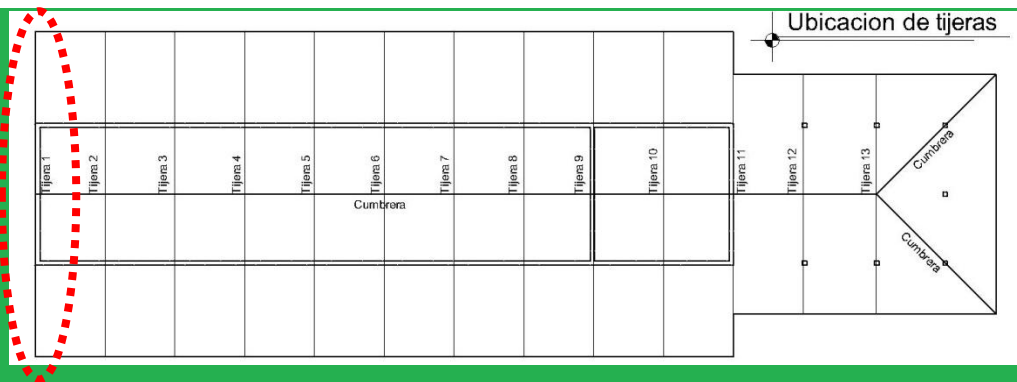 Ubicacion de tijeras
Tijera 1
Tijera 2
Tijera 3
Tijera 4
Tijera 5
Tijera 6
Tijera 7
Tijera 8
Tijera 9
Tijera 10
Tijera 11
Tijera 12
Tijera 13
Cumbrera
Cumbrera
Cumbrera